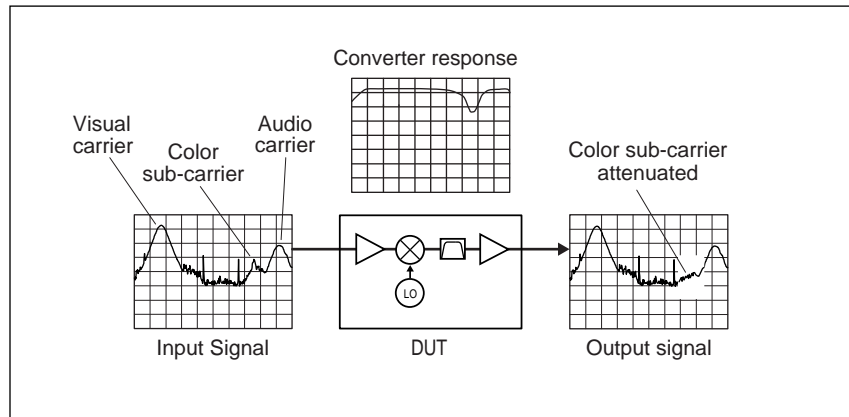 Converter response
Visual
carrier
Color
sub-carrier
Audio
carrier
Color sub-carrier
attenuated
LO
Input Signal
DUT
Output signal